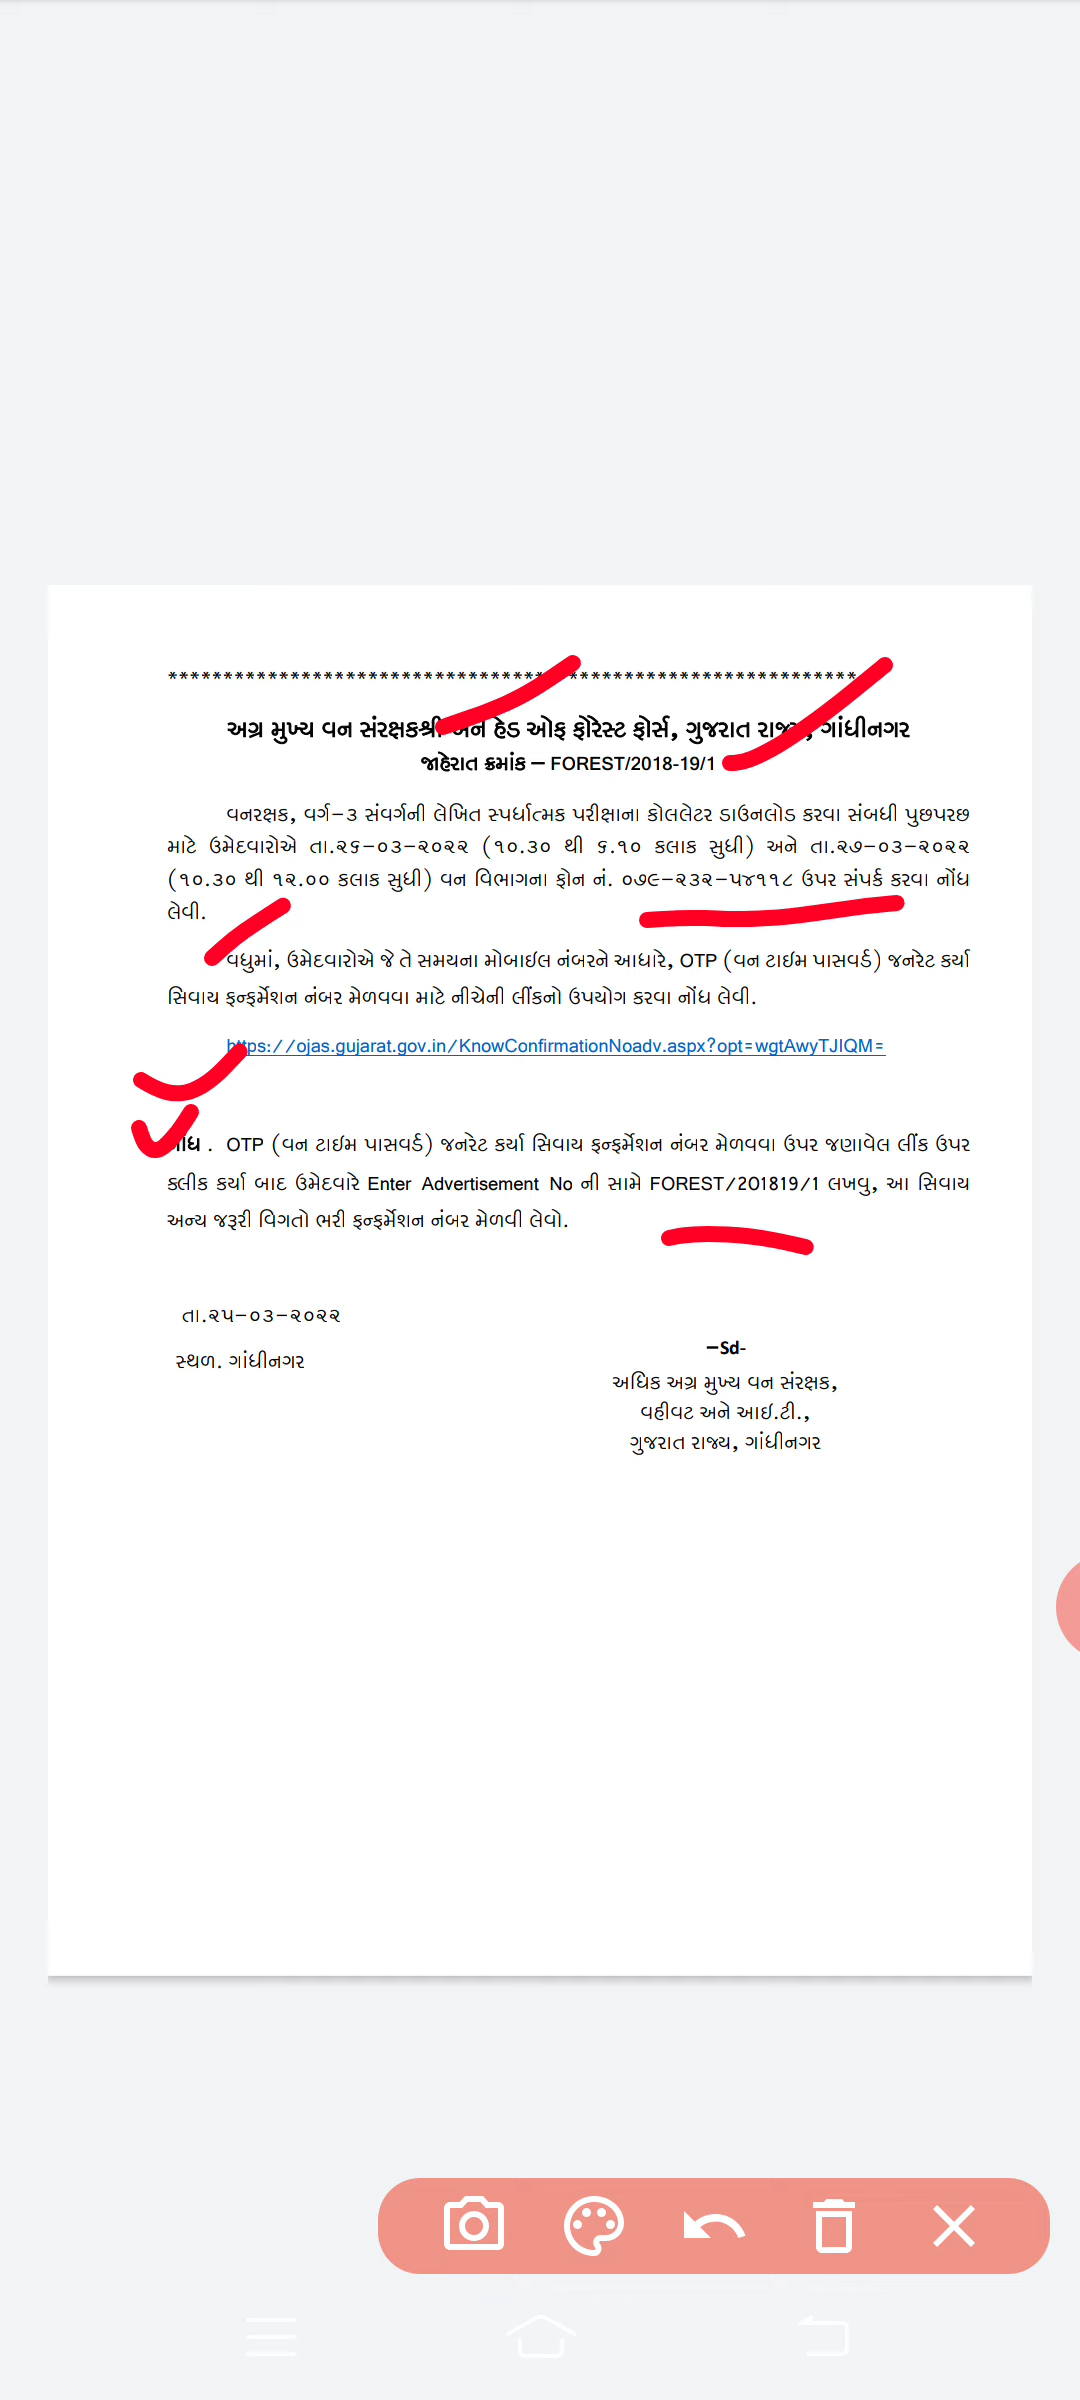 ************************************************************
અગ્ર મુખ્ય વન સંરક્ષકશ્રી અને હેડ ઓફ ફોરેસ્ટ ફોર્સ, ગુજરાત રાજ્ય, ગાંધીનગર
જાહેરાત ક્રમાંક – FOREST/2018-19/1
વનરક્ષક, વર્ગ–૩ સંવર્ગની લેખિત સ્પર્ધાત્મક પરીક્ષાના કોલલેટર ડાઉનલોડ કરવા સંબધી પુછપરછ
માટે ઉમેદવારોએ તા.૨૬–૦૩–૨૦૨૨ (૧૦.૩૦ થી ૬.૧૦ કલાક સુધી) અને તા.૨૭–૦૩–૨૦૨૨
(૧૦.૩૦ થી ૧૨.૦૦ કલાક સુધી) વન વિભાગના ફોન નં. ૦૭૯–૨૩૨–૫૪૧૧૮ ઉપર સંપર્ક કરવા નોંધ
લેવી.
વધુમાં, ઉમેદવારોએ જે તે સમયના મોબાઈલ નંબરને આધારે, OTP (વન ટાઈમ પાસવર્ડ) જનરેટ કર્યા
સિવાય કન્ફર્મેશન નંબર મેળવવા માટે નીચેની લીંકનો ઉપયોગ કરવા નોંધ લેવી.
https://ojas.gujarat.gov.in/KnowConfirmationNoadv.aspx?opt=wgtAwyTJIQM=
નોંધ . OTP (વન ટાઈમ પાસવર્ડ) જનરેટ કર્યા સિવાય કન્ફર્મેશન નંબર મેળવવા ઉપર જણાવેલ લીંક ઉપર
ક્લીક કર્યા બાદ ઉમેદવારે Enter Advertisement No ની સામે FOREST/201819/1 લખવુ, આ સિવાય
અન્ય જરૂરી વિગતો ભરી કન્ફર્મેશન નંબર મેળવી લેવો.
તા.૨૫–૦૩–૨૦૨૨
–Sd-
સ્થળ. ગાંધીનગર
અધિક અગ્ર મુખ્ય વન સંરક્ષક,
વહીવટ અને આઈ.ટી.,
ગુજરાત રાજ્ય, ગાંધીનગર